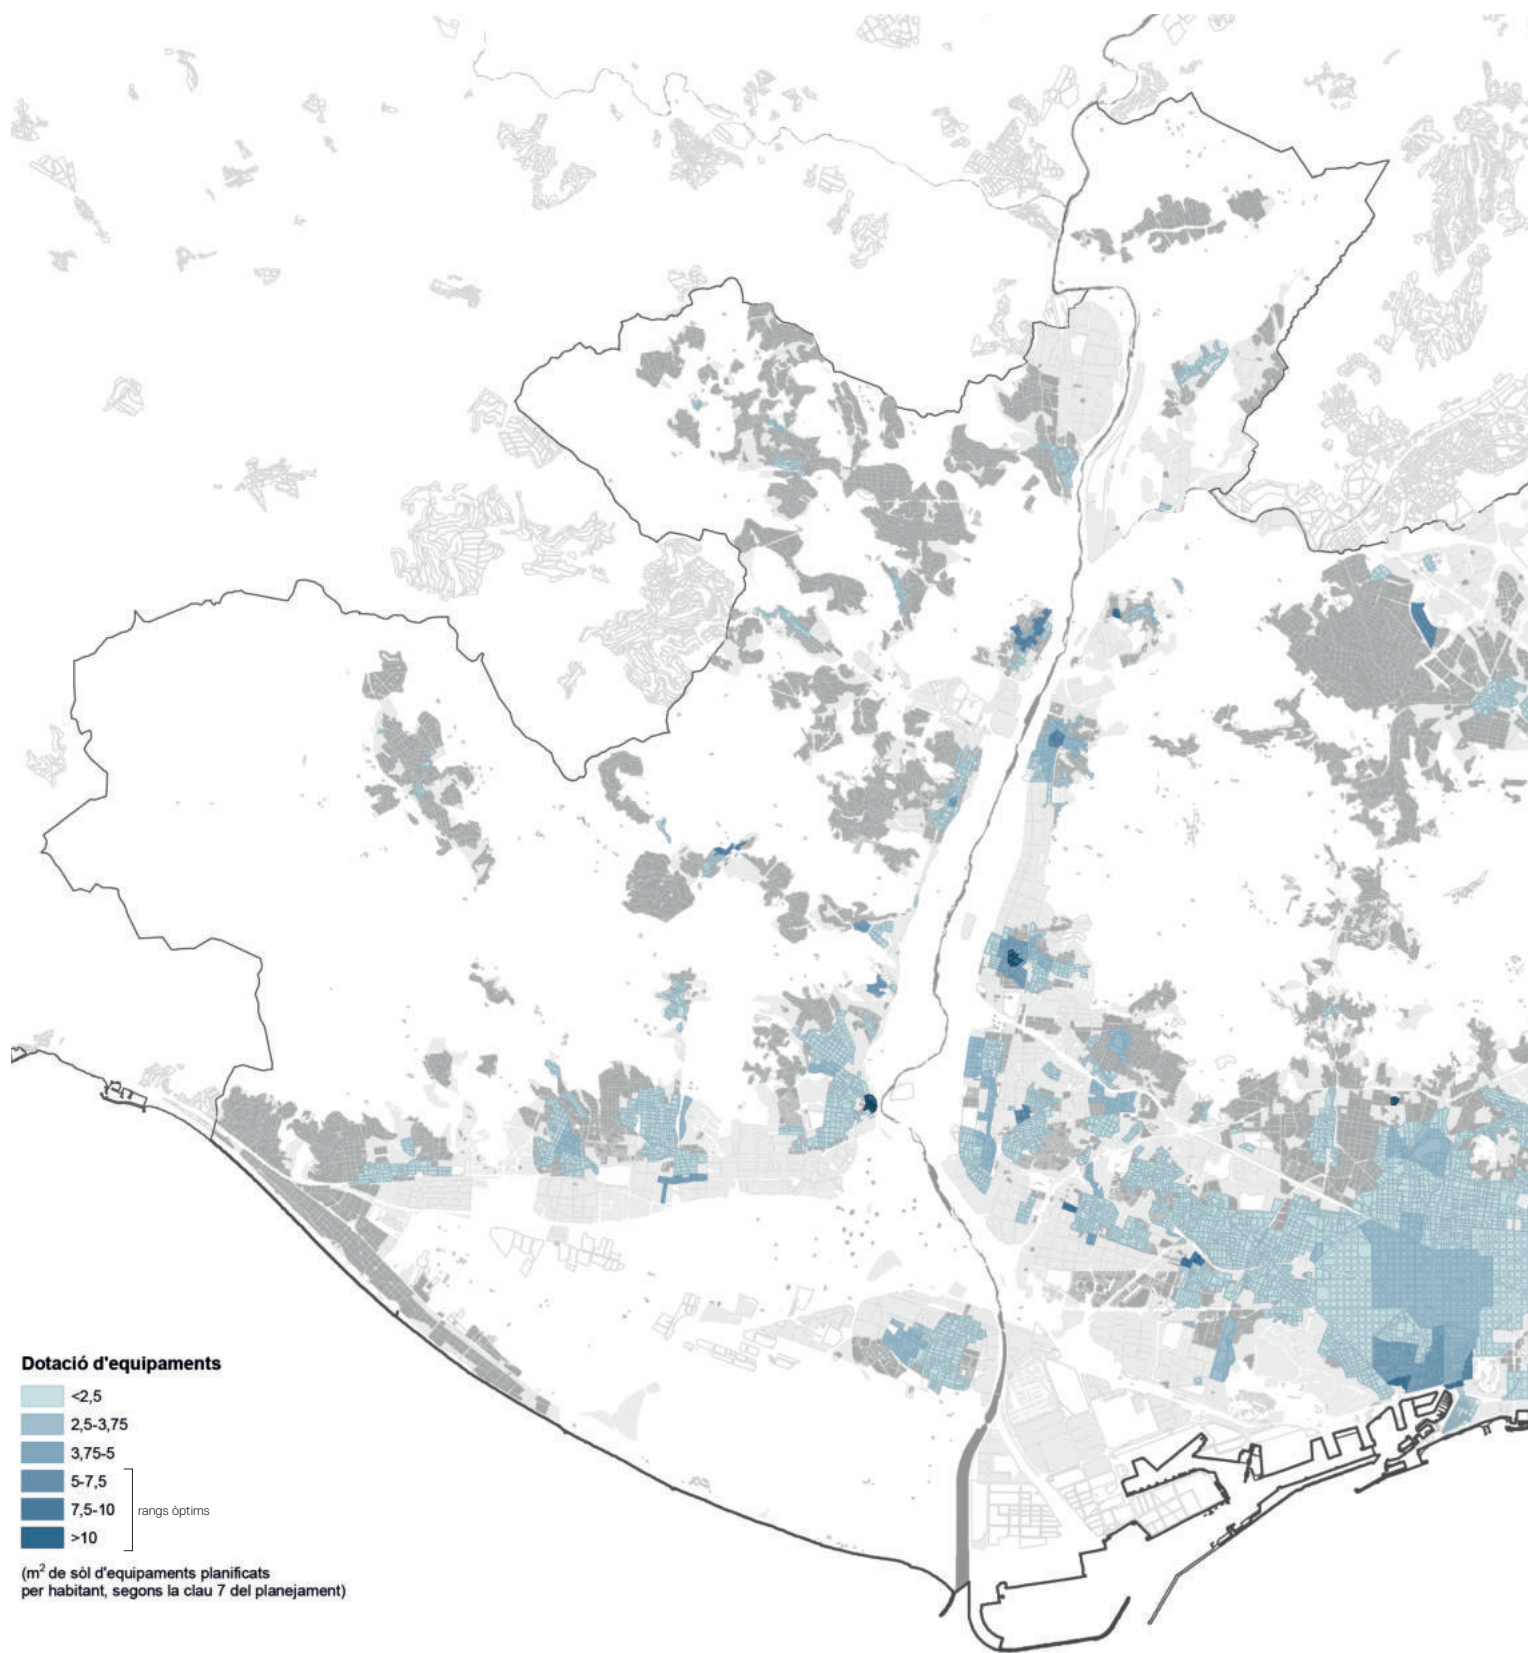 Dotació d'equipaments
<2,5
2,5-3,75
3,75-5
5-7,5
7,5-10
rangs òptims
>10
(m² de sòl d'equipaments planificats
per habitant, segons la clau 7 del planejament)